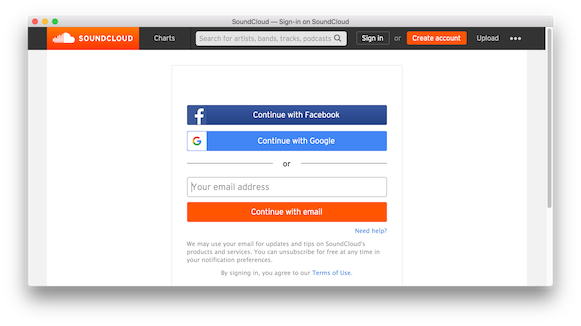 SoundCloud — Sign-in on SoundCloud
SOUNDCLOUD Charts Search for artists, bands, tracks, podcasts Sign in or Create account Upload •••
f Continue with Facebook
G Continue with Google
or
Your email address
Continue with email
Need help?
We may use your email for updates and tips on SoundCloud's
products and services. You can unsubscribe for free at any time in
your notification preferences.
By signing in, you agree to our Terms of Use.